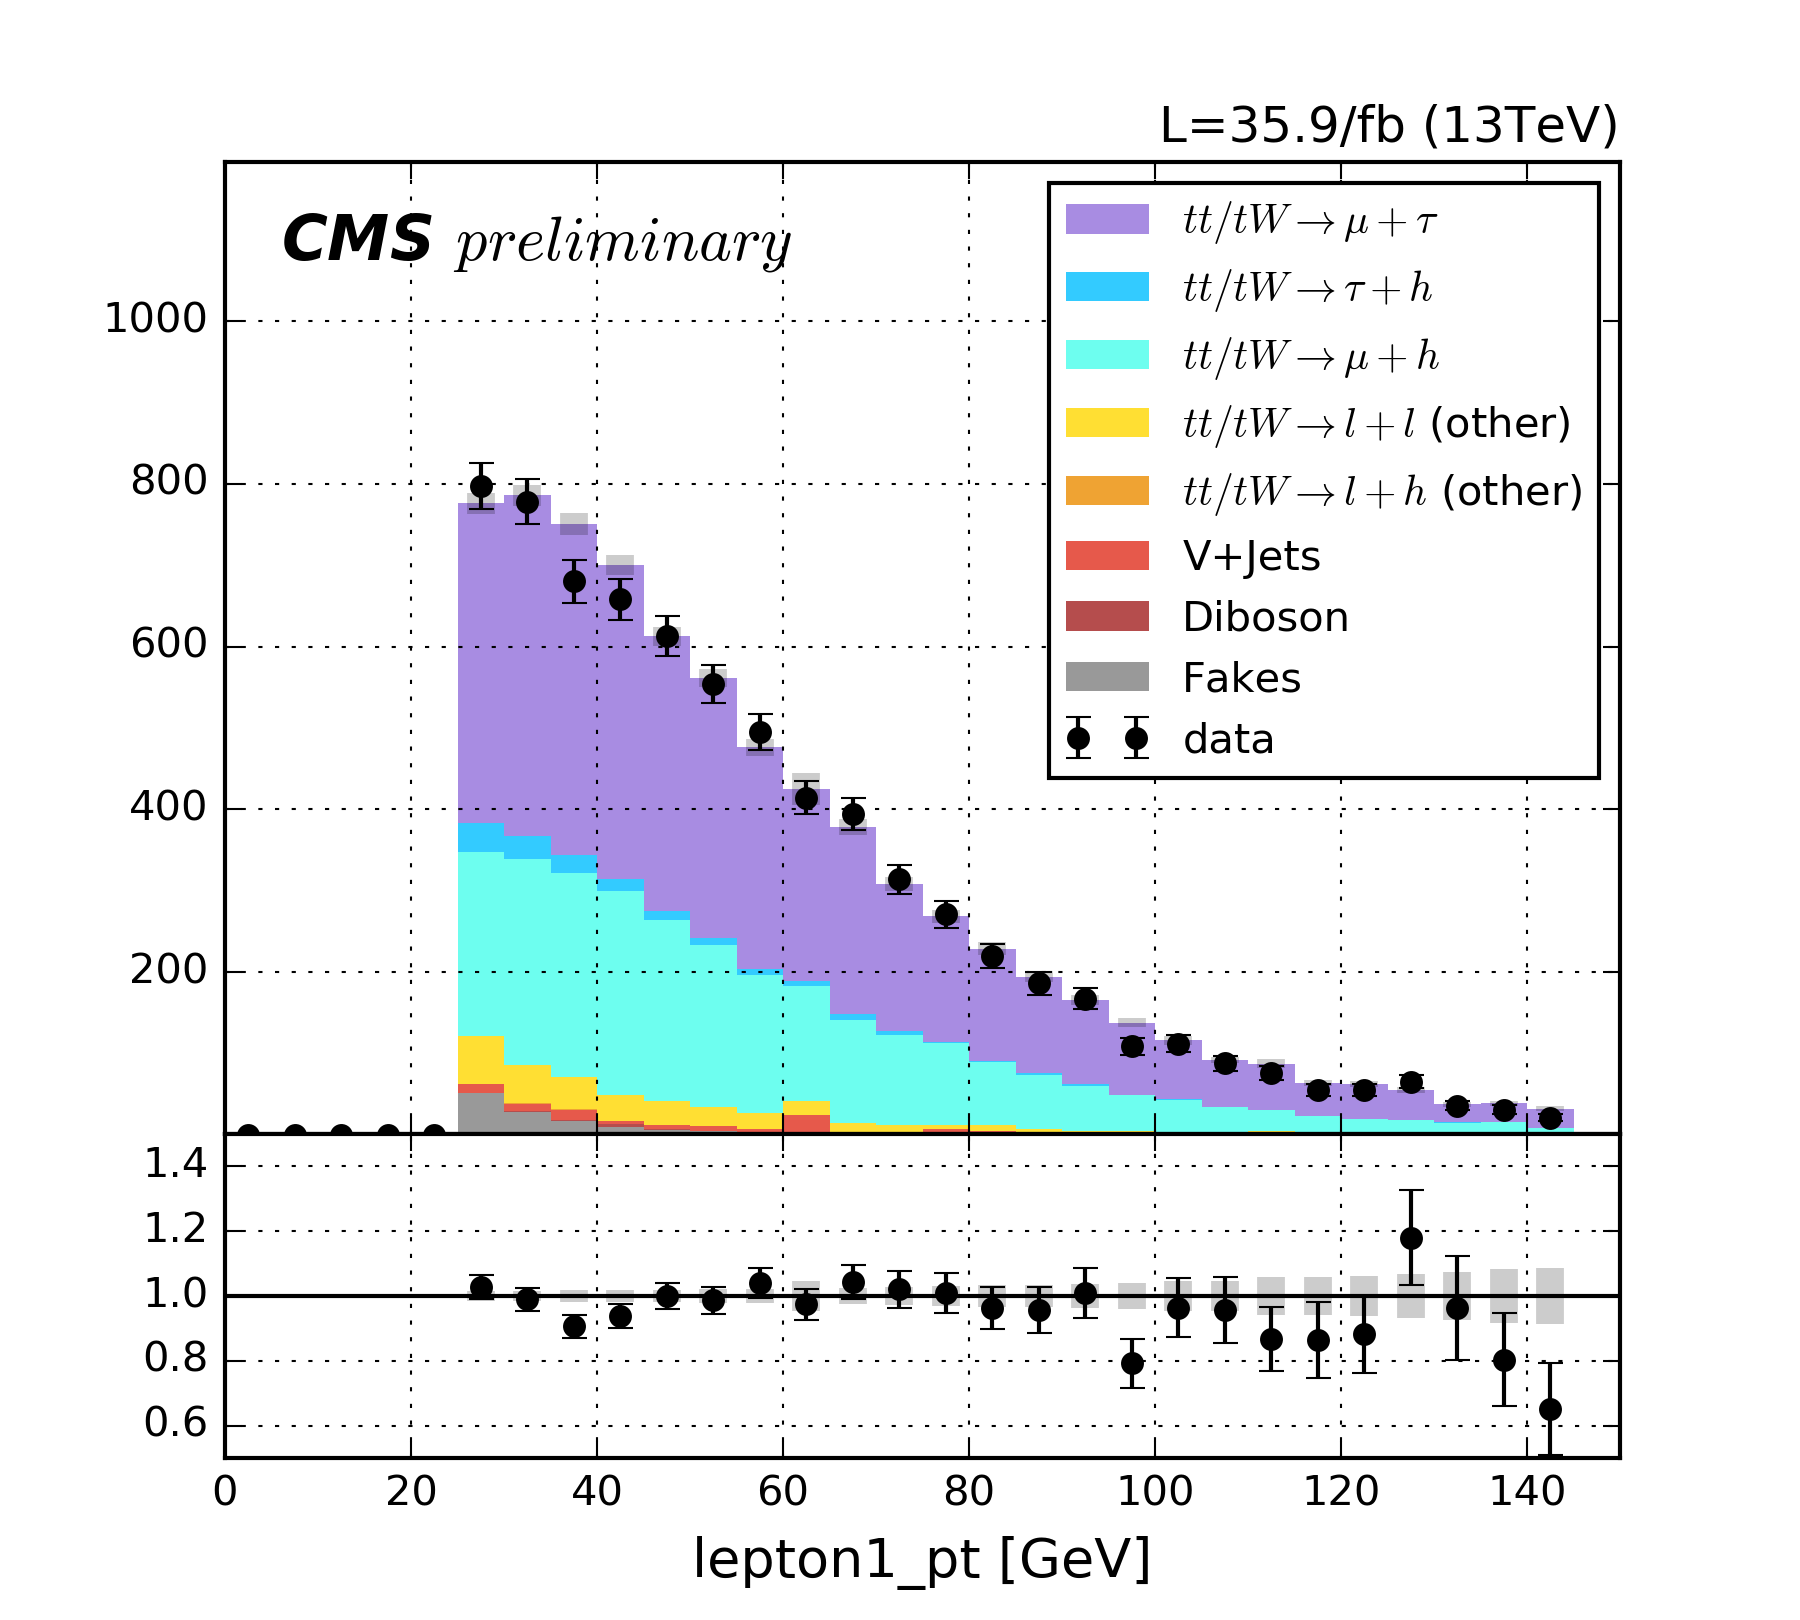 L=35.9/fb (13TeV)
CMS preliminary
tt/tW→μ+τ
tt/tW→τ+h
tt/tW→μ+h
tt/tW→l+l (other)
tt/tW→l+h (other)
V+Jets
Diboson
Fakes
data
1000
800
600
400
200
1.4
1.2
1.0
0.8
0.6
0 20 40 60 80 100 120 140
lepton1_pt [GeV]